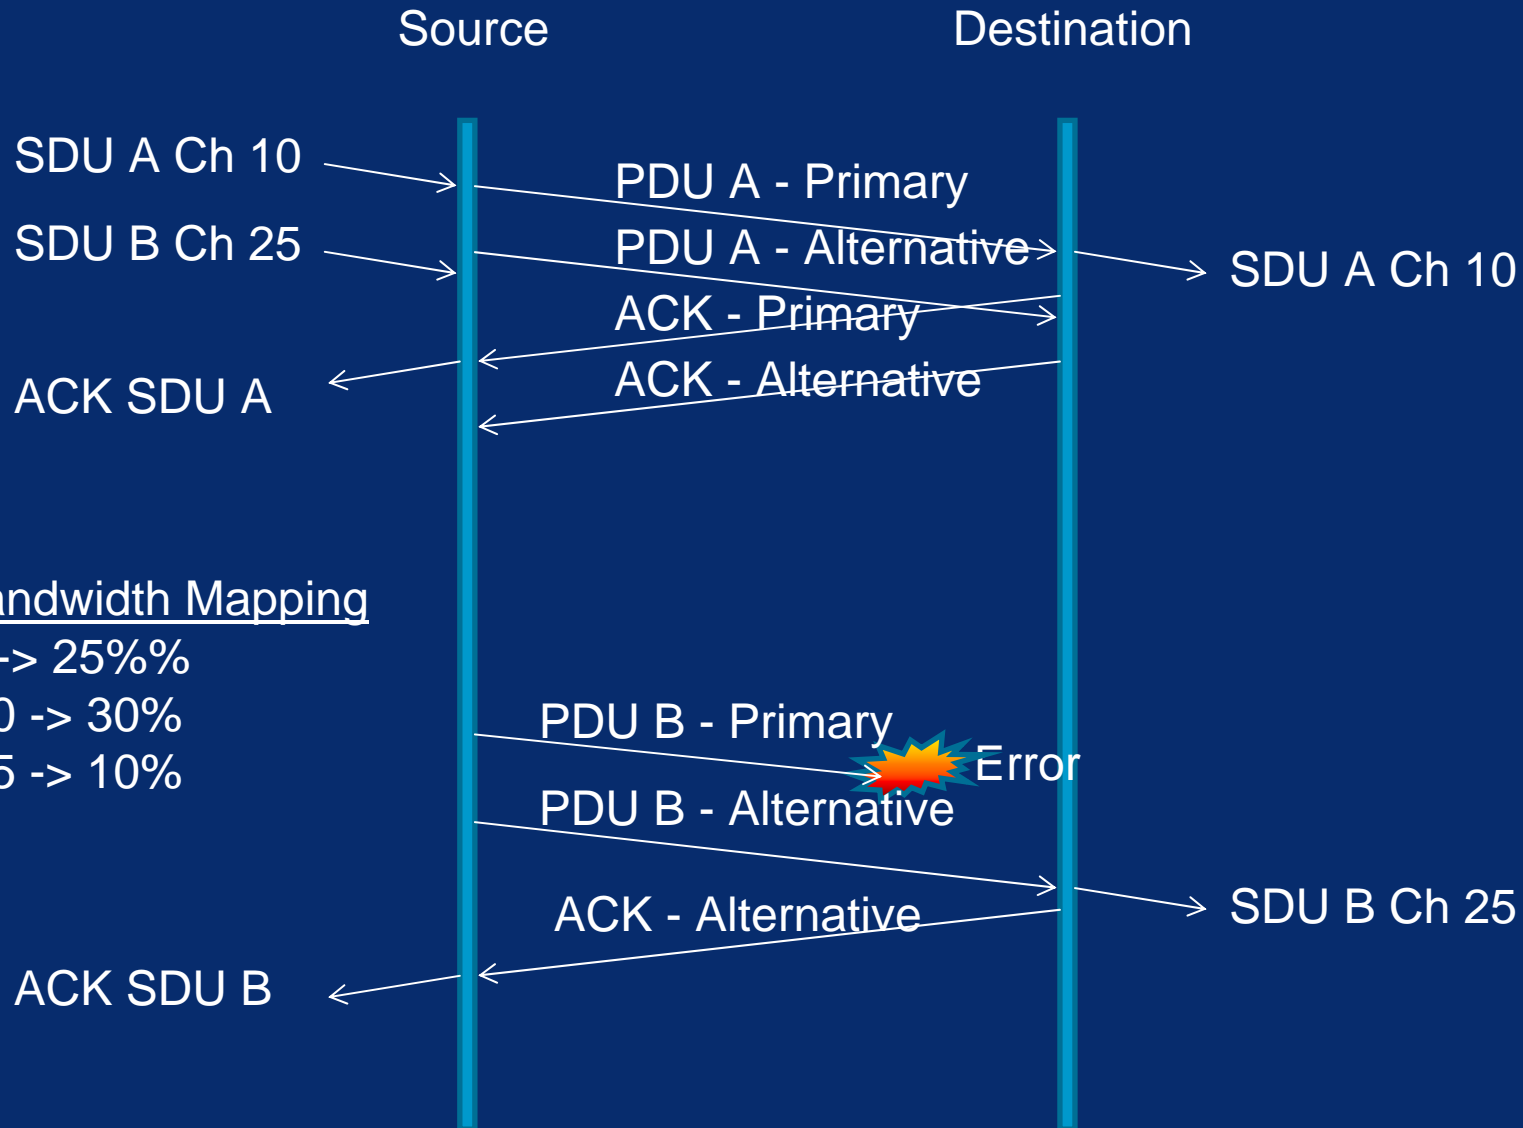 Source
Destination
SDU A Ch 10
PDU A - Primary
SDU B Ch 25
PDU A - Alternative
SDU A Ch 10
ACK - Primary
ACK - Alternative
ACK SDU A
andwidth Mapping
-> 25%%
0 -> 30%
5 -> 10%
PDU B - Primary
Error
PDU B - Alternative
ACK - Alternative
SDU B Ch 25
ACK SDU B